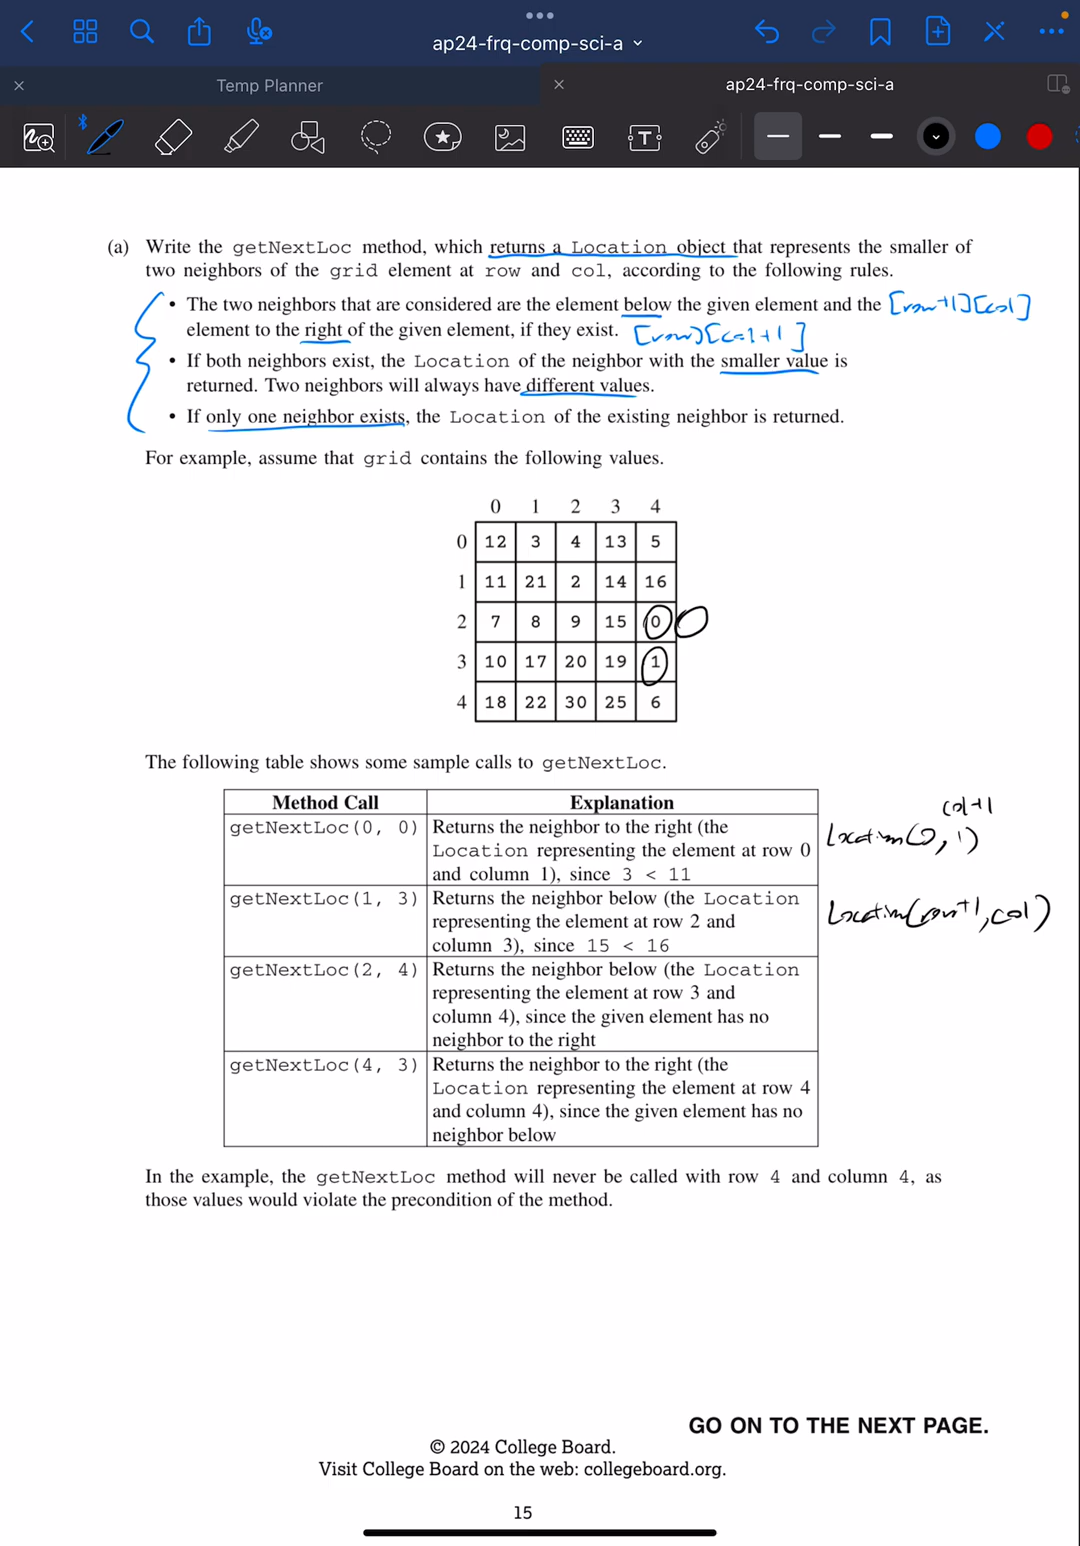 ap24-frq-comp-sci-a
Temp Planner
ap24-frq-comp-sci-a
T
(a) Write the getNextLoc method, which returns a Location object that represents the smaller of
two neighbors of the grid element at row and col, according to the following rules.
• The two neighbors that are considered are the element below the given element and the [row+1][col]
element to the right of the given element, if they exist. [row][col+1]
• If both neighbors exist, the Location of the neighbor with the smaller value is
returned. Two neighbors will always have different values.
• If only one neighbor exists, the Location of the existing neighbor is returned.
For example, assume that grid contains the following values.
0 1 2 3 4
0 12 3 4 13 5
1 11 21 2 14 16
2 7 8 9 15 0
3 10 17 20 19 1
4 18 22 30 25 6
The following table shows some sample calls to getNextLoc.
Method Call Explanation
getNextLoc(0, 0) Returns the neighbor to the right (the
Location representing the element at row 0
and column 1), since 3 < 11
col+1
Location(0,1)
getNextLoc(1, 3) Returns the neighbor below (the Location
representing the element at row 2 and
column 3), since 15 < 16
Location(row+1,col)
getNextLoc(2, 4) Returns the neighbor below (the Location
representing the element at row 3 and
column 4), since the given element has no
neighbor to the right
getNextLoc(4, 3) Returns the neighbor to the right (the
Location representing the element at row 4
and column 4), since the given element has no
neighbor below
In the example, the getNextLoc method will never be called with row 4 and column 4, as
those values would violate the precondition of the method.
GO ON TO THE NEXT PAGE.
© 2024 College Board.
Visit College Board on the web: collegeboard.org.
15